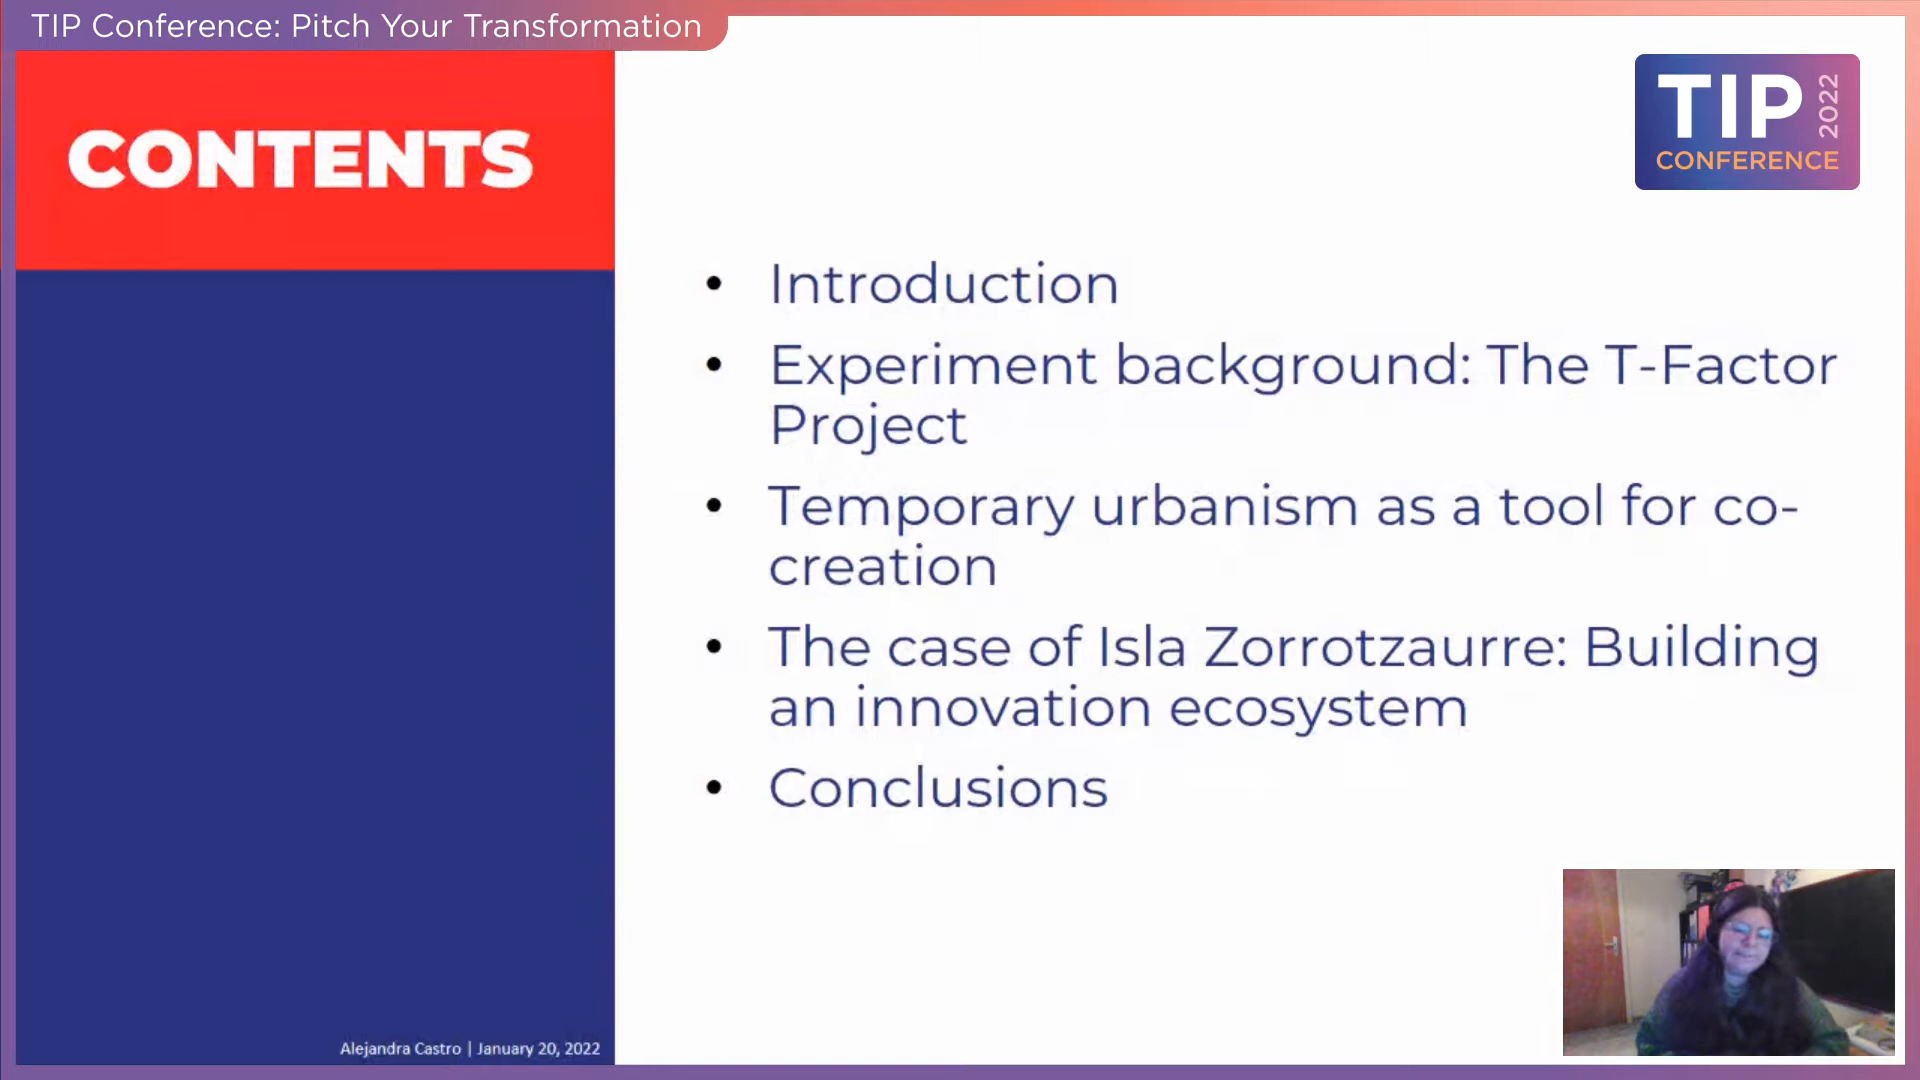 TIP Conference: Pitch Your Transformation
CONTENTS
TIP 2022
CONFERENCE
• Introduction
• Experiment background: The T-Factor
Project
• Temporary urbanism as a tool for co-
creation
• The case of Isla Zorrotzaurre: Building
an innovation ecosystem
• Conclusions
Alejandra Castro | January 20, 2022